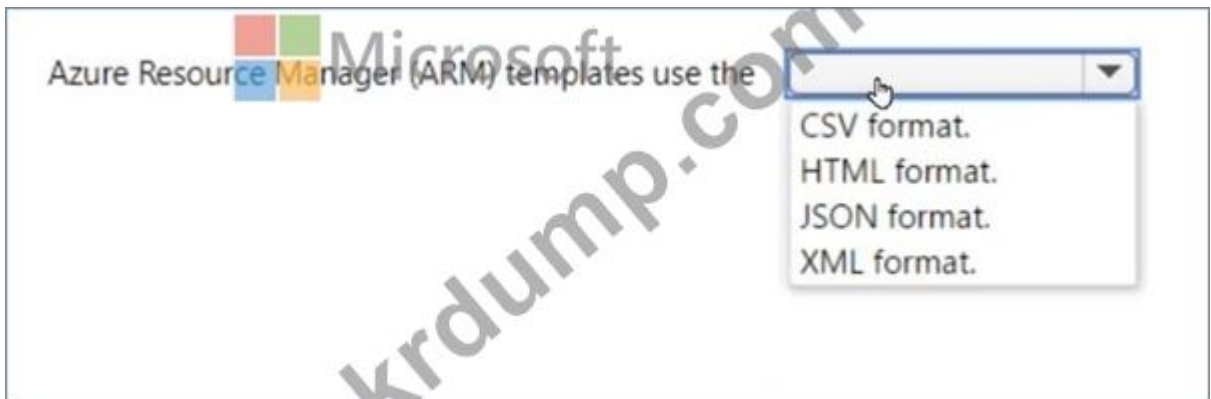 Microsoft
Azure Resource Manager (ARM) templates use the
CSV format.
HTML format.
JSON format.
XML format.
krdump.com